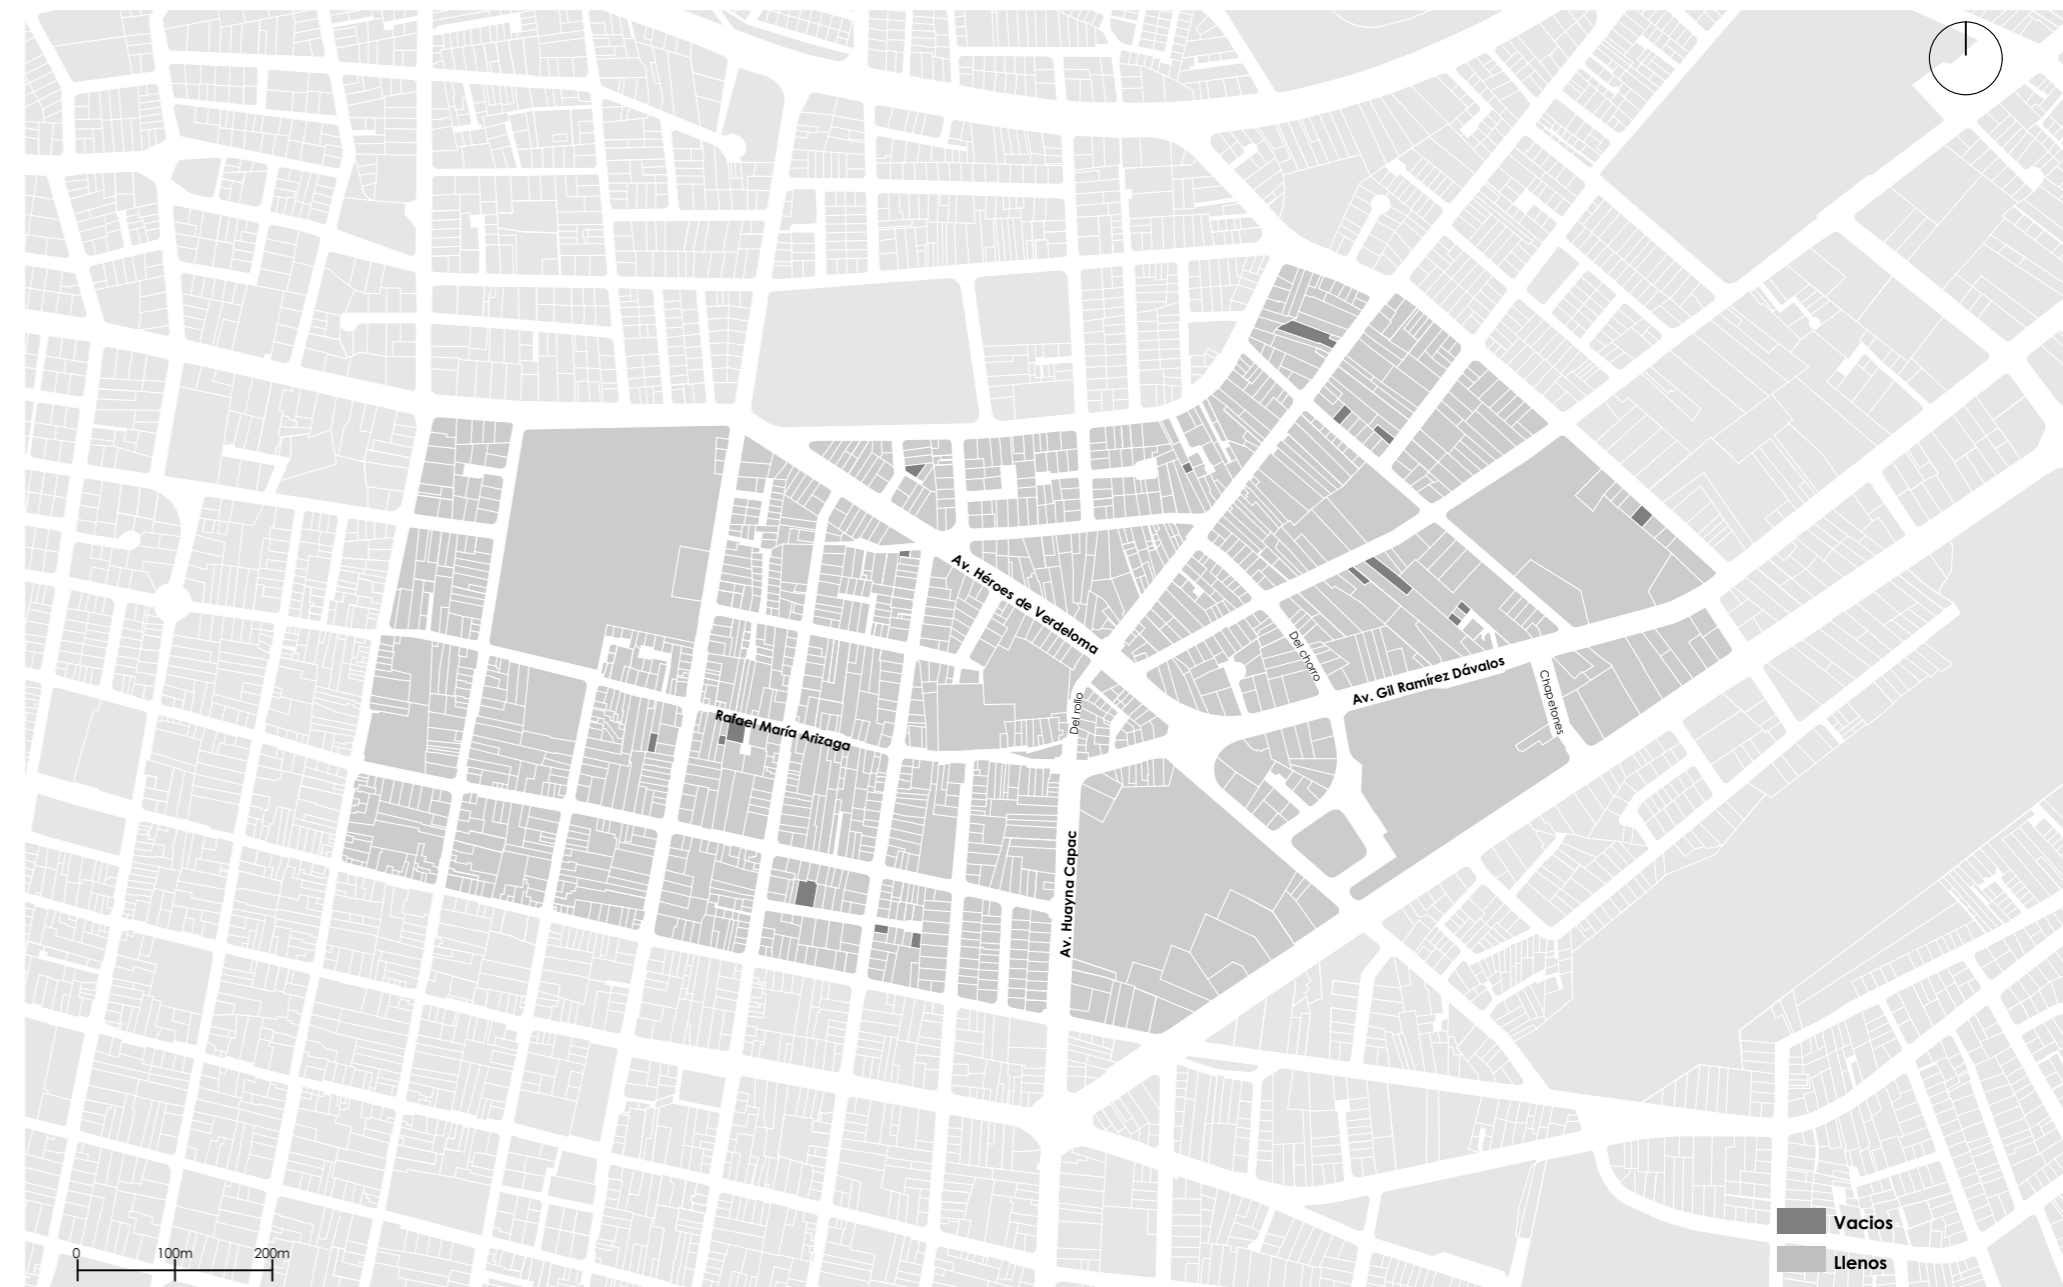 Av. Héroes de Verdeloma
Del chorro
Av. Gil Ramírez Dávalos
Chapetones
Del rollo
Rafael María Arizaga
Av. Huayna Capac
Vacios
Llenos
0 100m 200m